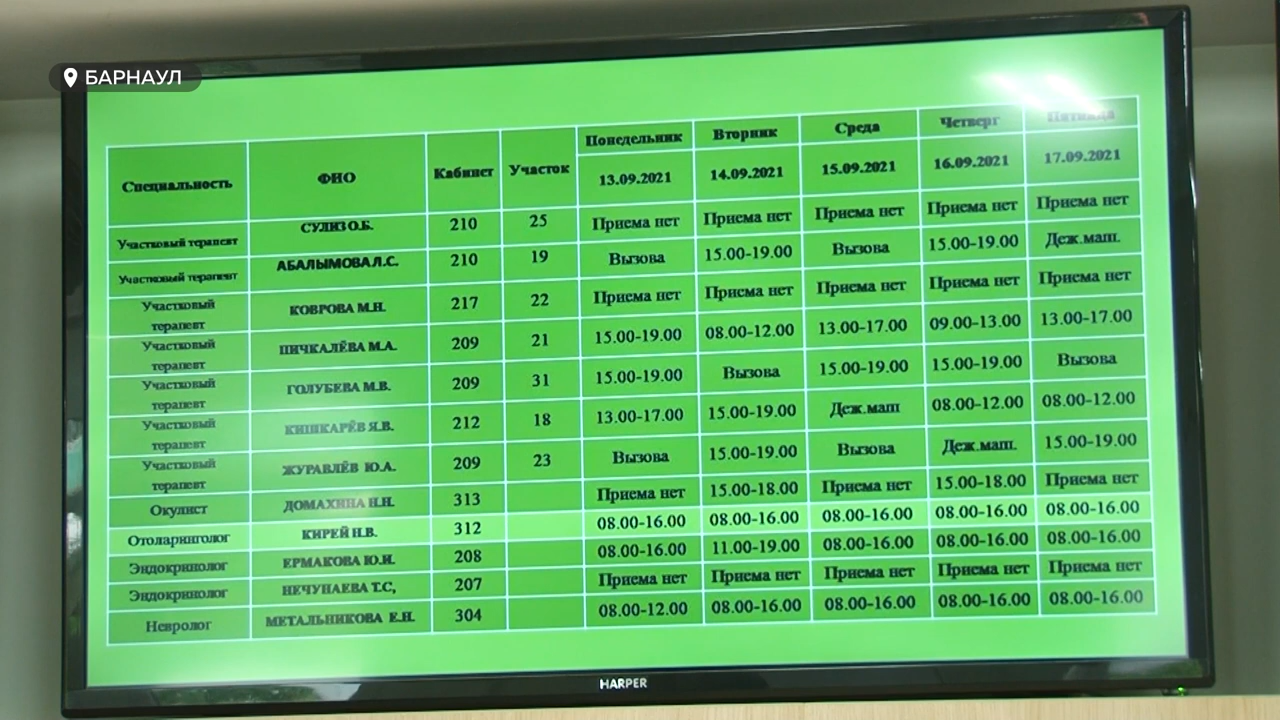 БАРНАУЛ
Понедельник Вторник Среда Четверг Пятница
Специальность ФИО Кабинет Участок 13.09.2021 14.09.2021 15.09.2021 16.09.2021 17.09.2021
Участковый терапевт СУЛИЗ О.Б. 210 25 Приема нет Приема нет Приема нет Приема нет Приема нет
Участковый терапевт АБАЛЫМОВА Л.С. 210 19 Вызова 15.00-19.00 Вызова 15.00-19.00 Деж.маш.
Участковый
терапевт КОВРОВА М.Н. 217 22 Приема нет Приема нет Приема нет Приема нет Приема нет
Участковый
терапевт ПИЧКАЛЁВА М.А. 209 21 15.00-19.00 08.00-12.00 13.00-17.00 09.00-13.00 13.00-17.00
Участковый
терапевт ГОЛУБЕВА М.В. 209 31 15.00-19.00 Вызова 15.00-19.00 15.00-19.00 Вызова
Участковый
терапевт КИШКАРЁВ Я.В. 212 18 13.00-17.00 15.00-19.00 Деж.маш 08.00-12.00 08.00-12.00
Участковый
терапевт ЖУРАВЛЁВ Ю.А. 209 23 Вызова 15.00-19.00 Вызова Деж.маш. 15.00-19.00
Окулист ДОМАХИНА Н.Н. 313 Приема нет 15.00-18.00 Приема нет 15.00-18.00 Приема нет
Отоларинголог КИРЕЙ Н.В. 312 08.00-16.00 08.00-16.00 08.00-16.00 08.00-16.00 08.00-16.00
Эндокринолог ЕРМАКОВА Ю.И. 208 08.00-16.00 11.00-19.00 08.00-16.00 08.00-16.00 08.00-16.00
Эндокринолог НЕЧУНАЕВА Т.С, 207 Приема нет Приема нет Приема нет Приема нет Приема нет
Невролог МЕТАЛЬНИКОВА Е.Н. 304 08.00-12.00 08.00-16.00 08.00-16.00 08.00-16.00 08.00-16.00
HARPER